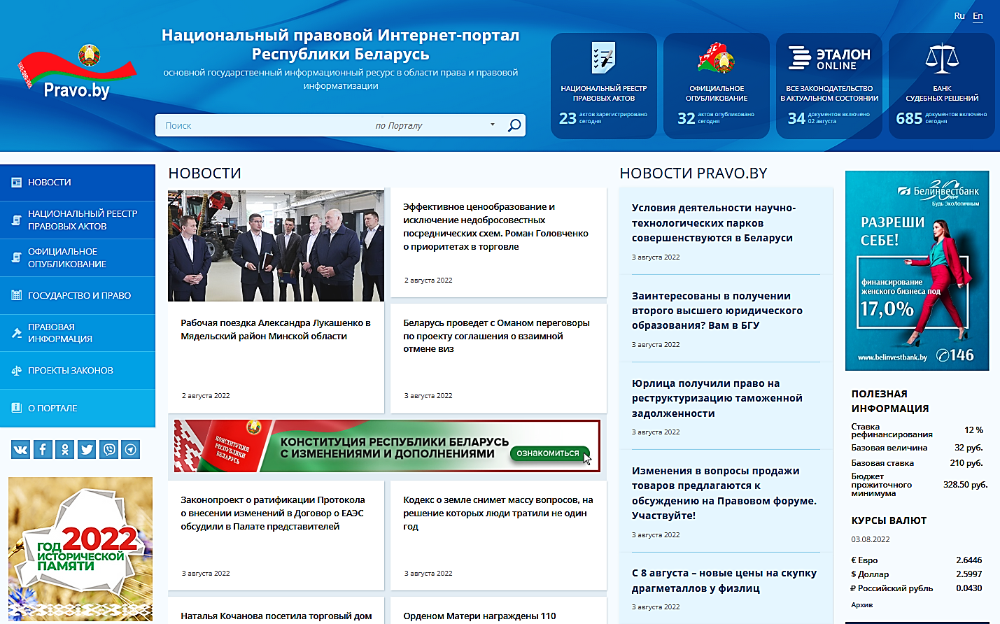 Ru En
Pravo.by
Национальный правовой Интернет-портал
Республики Беларусь
основной государственный информационный ресурс в области права и правовой
информатизации
Поиск по Порталу
НАЦИОНАЛЬНЫЙ РЕЕСТР
ПРАВОВЫХ АКТОВ
23 актов зарегистрировано
сегодня
ОФИЦИАЛЬНОЕ
ОПУБЛИКОВАНИЕ
32 актов опубликовано
сегодня
ЭТАЛОН
ONLINE
ВСЕ ЗАКОНОДАТЕЛЬСТВО
В АКТУАЛЬНОМ СОСТОЯНИИ
34 документов включено
02 августа
БАНК
СУДЕБНЫХ РЕШЕНИЙ
685 документов включено
сегодня
НОВОСТИ
НАЦИОНАЛЬНЫЙ РЕЕСТР
ПРАВОВЫХ АКТОВ
ОФИЦИАЛЬНОЕ
ОПУБЛИКОВАНИЕ
ГОСУДАРСТВО И ПРАВО
ПРАВОВАЯ
ИНФОРМАЦИЯ
ПРОЕКТЫ ЗАКОНОВ
О ПОРТАЛЕ
2022
ГОД
ИСТОРИЧЕСКОЙ
ПАМЯТИ
НОВОСТИ
Рабочая поездка Александра Лукашенко в
Мядельский район Минской области
2 августа 2022
Эффективное ценообразование и
исключение недобросовестных
посреднических схем. Роман Головченко
о приоритетах в торговле
2 августа 2022
Беларусь проведет с Оманом переговоры
по проекту соглашения о взаимной
отмене виз
3 августа 2022
КОНСТИТУЦИЯ
РЕСПУБЛИКИ
БЕЛАРУСЬ
КОНСТИТУЦИЯ РЕСПУБЛИКИ БЕЛАРУСЬ
С ИЗМЕНЕНИЯМИ И ДОПОЛНЕНИЯМИ
ОЗНАКОМИТЬСЯ
Законопроект о ратификации Протокола
о внесении изменений в Договор о ЕАЭС
обсудили в Палате представителей
3 августа 2022
Кодекс о земле снимет массу вопросов, на
решение которых люди тратили не один
год
3 августа 2022
Наталья Кочанова посетила торговый дом
Орденом Матери награждены 110
НОВОСТИ PRAVO.BY
Условия деятельности научно-
технологических парков
совершенствуются в Беларуси
3 августа 2022
Заинтересованы в получении
второго высшего юридического
образования? Вам в БГУ
3 августа 2022
Юрлица получили право на
реструктуризацию таможенной
задолженности
3 августа 2022
Изменения в вопросы продажи
товаров предлагаются к
обсуждению на Правовом форуме.
Участвуйте!
3 августа 2022
С 8 августа – новые цены на скупку
драгметаллов у физлиц
3 августа 2022
30 лет
Белинвестбанк
Будь ЭкоЛогичным
РАЗРЕШИ
СЕБЕ!
финансирование
женского бизнеса под
17,0%
www.belinvestbank.by 146
ПОЛЕЗНАЯ
ИНФОРМАЦИЯ
Ставка
рефинансирования 12 %
Базовая величина 32 руб.
Базовая ставка 210 руб.
Бюджет
прожиточного
минимума 328.50 руб.
КУРСЫ ВАЛЮТ
03.08.2022
€ Евро 2.6446
$ Доллар 2.5997
₽ Российский рубль 0.0430
Архив